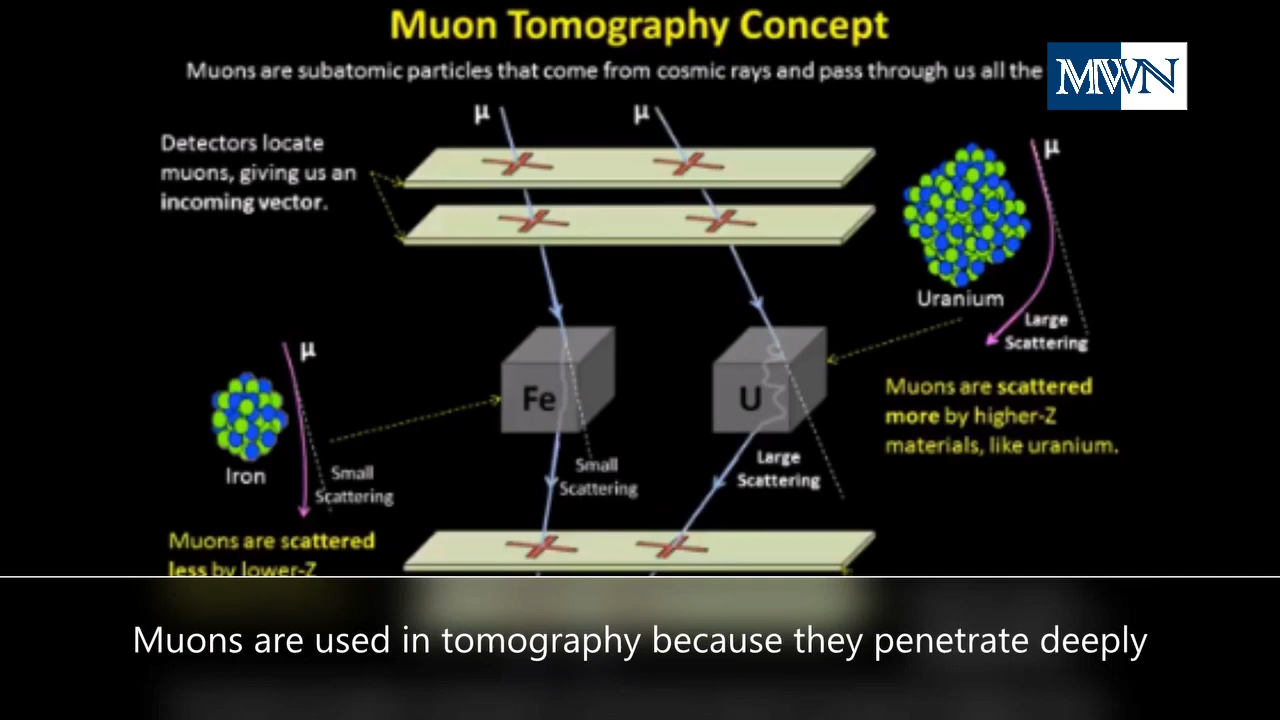 Muon Tomography Concept
Muons are subatomic particles that come from cosmic rays and pass through us all the
MWN
μ
μ
Detectors locate
muons, giving us an
incoming vector.
μ
Uranium
Large
Scattering
μ
Fe
U
Muons are scattered
more by higher-Z
materials, like uranium.
Iron
Small
Scattering
Small
Scattering
Large
Scattering
Muons are scattered
less by lower-Z
Muons are used in tomography because they penetrate deeply